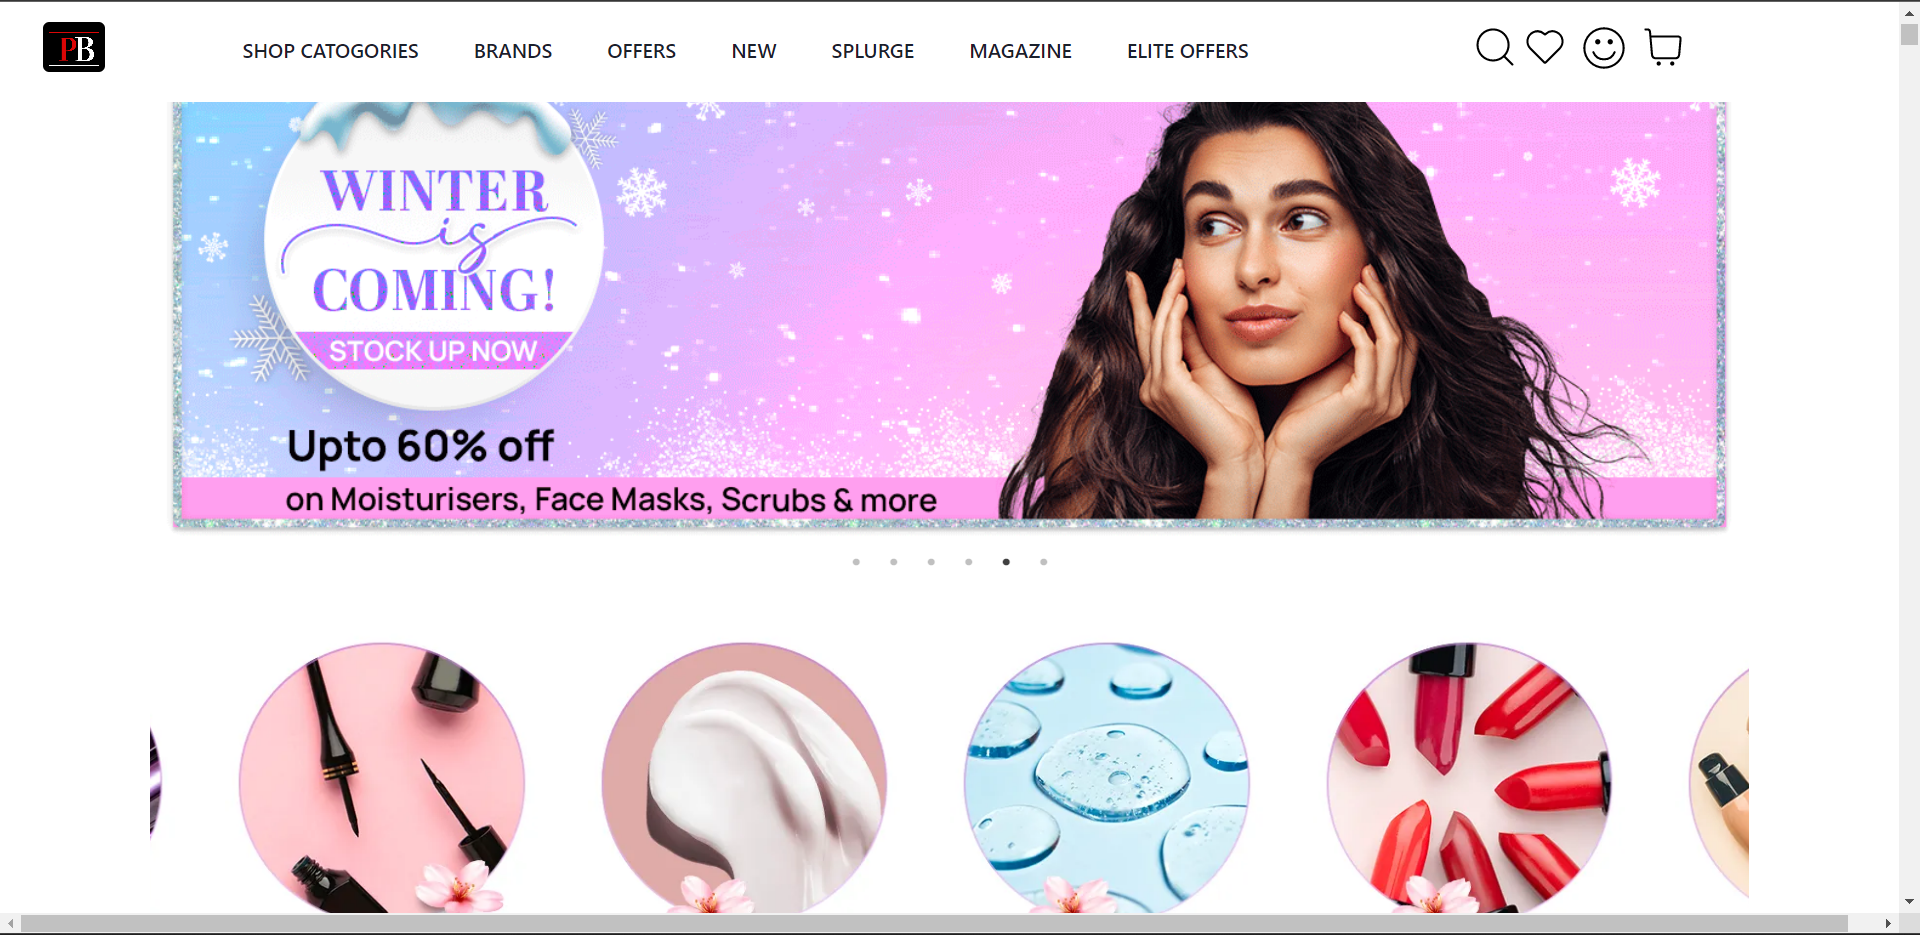 PB
SHOP CATOGORIES BRANDS OFFERS NEW SPLURGE MAGAZINE ELITE OFFERS
WINTER
is
COMING!
STOCK UP NOW
Upto 60% off
on Moisturisers, Face Masks, Scrubs & more